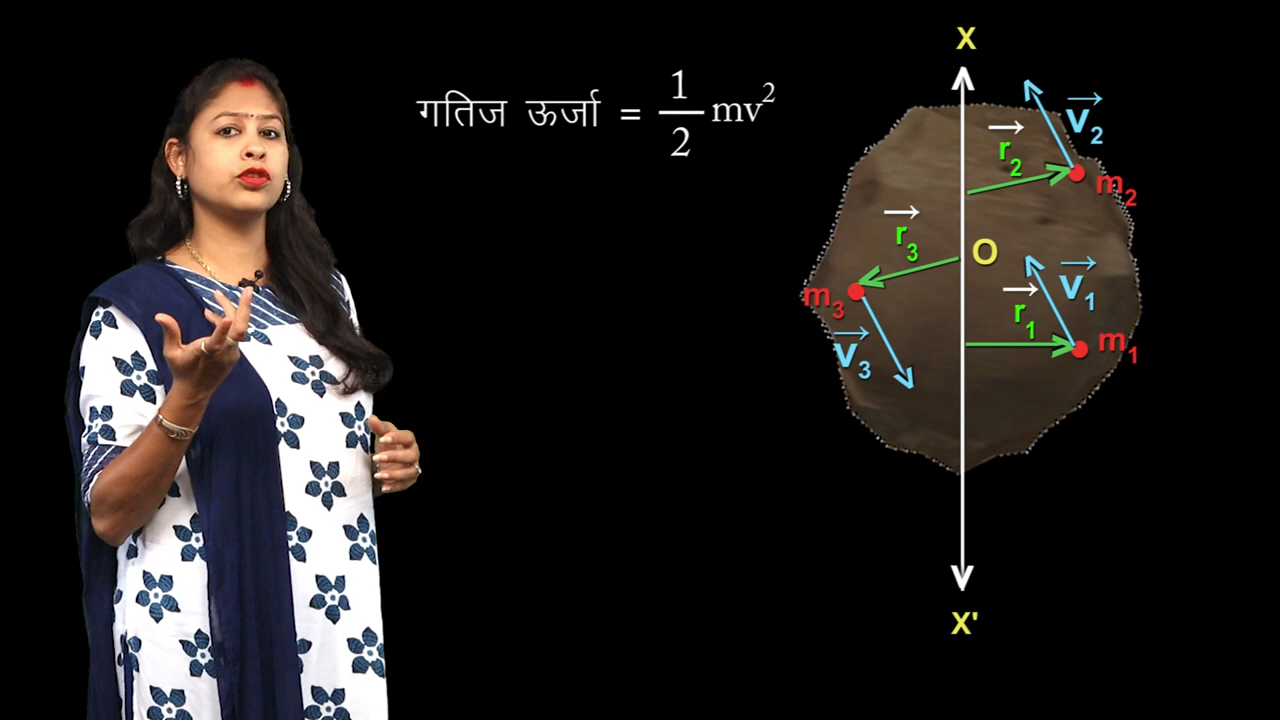 गतिज ऊर्जा = 1/2 mv²
X
v₂
r₂
m₂
r₃
O
m₃
v₁
r₁
m₁
v₃
X'